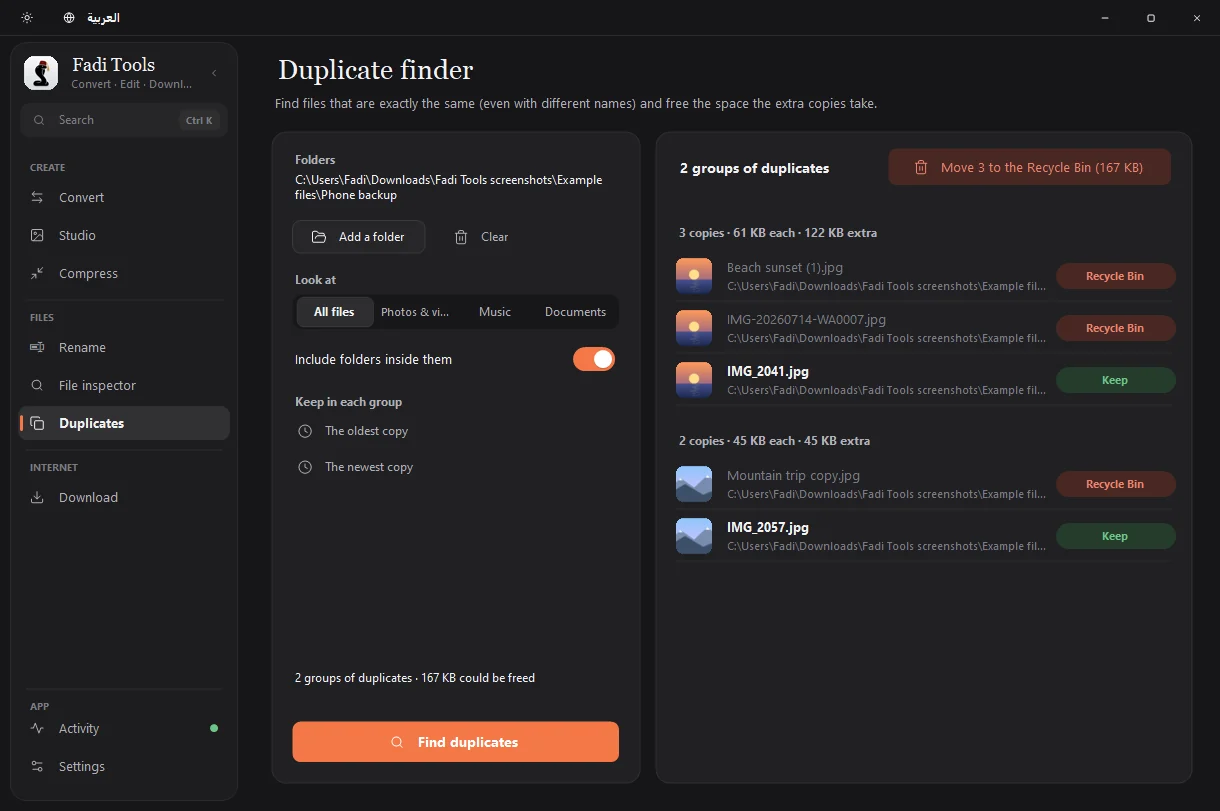 العربية
Fadi Tools
Convert · Edit · Downl...
Search
Ctrl K
CREATE
Convert
Studio
Compress
FILES
Rename
File inspector
Duplicates
INTERNET
Download
APP
Activity
Settings
Duplicate finder
Find files that are exactly the same (even with different names) and free the space the extra copies take.
Folders
C:\Users\Fadi\Downloads\Fadi Tools screenshots\Example
files\Phone backup
Add a folder
Clear
Look at
All files
Photos & vi...
Music
Documents
Include folders inside them
Keep in each group
The oldest copy
The newest copy
2 groups of duplicates · 167 KB could be freed
Find duplicates
2 groups of duplicates
Move 3 to the Recycle Bin (167 KB)
3 copies · 61 KB each · 122 KB extra
Beach sunset (1).jpg
C:\Users\Fadi\Downloads\Fadi Tools screenshots\Example fil...
Recycle Bin
IMG-20260714-WA0007.jpg
C:\Users\Fadi\Downloads\Fadi Tools screenshots\Example fil...
Recycle Bin
IMG_2041.jpg
C:\Users\Fadi\Downloads\Fadi Tools screenshots\Example fil...
Keep
2 copies · 45 KB each · 45 KB extra
Mountain trip copy.jpg
C:\Users\Fadi\Downloads\Fadi Tools screenshots\Example fil...
Recycle Bin
IMG_2057.jpg
C:\Users\Fadi\Downloads\Fadi Tools screenshots\Example fil...
Keep